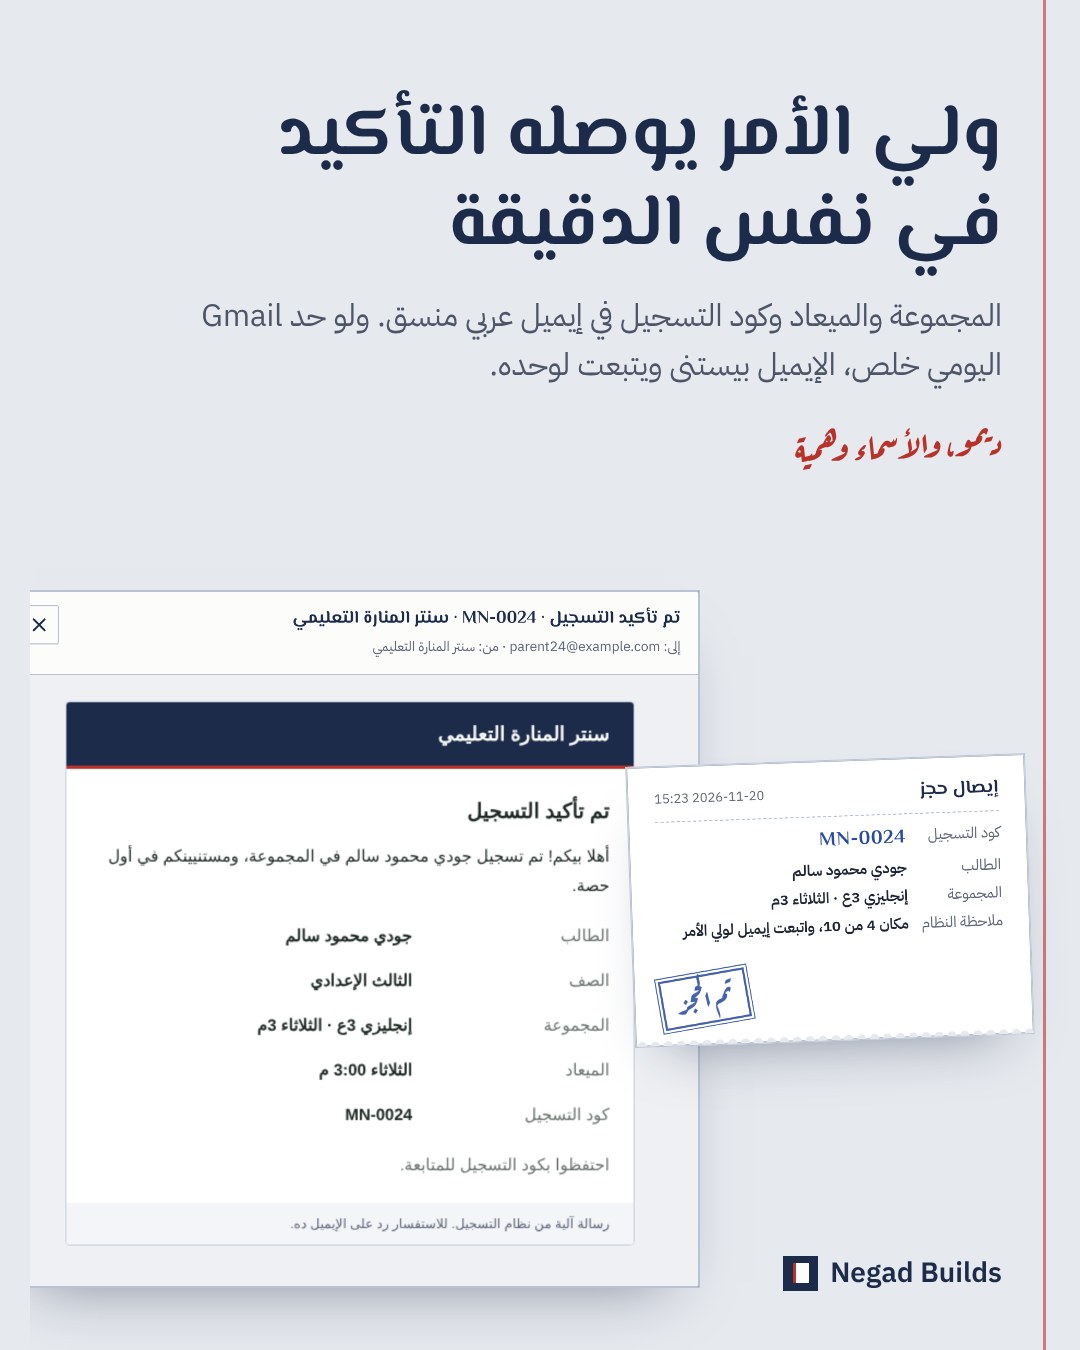 ولي الأمر يوصله التأكيد
في نفس الدقيقة
المجموعة والميعاد وكود التسجيل في إيميل عربي منسق. ولو حد Gmail
اليومي خلص، الإيميل بيستنى ويتبعت لوحده.
ديمو، والأسماء وهمية
تم تأكيد التسجيل · MN-0024 · سنتر المنارة التعليمي
إلى: parent24@example.com · من: سنتر المنارة التعليمي
سنتر المنارة التعليمي
تم تأكيد التسجيل
أهلا بيكم! تم تسجيل جودي محمود سالم في المجموعة، ومستنيينكم في أول
حصة.
الطالب جودي محمود سالم
الصف الثالث الإعدادي
المجموعة إنجليزي 3ع · الثلاثاء 3م
الميعاد الثلاثاء 3:00 م
كود التسجيل MN-0024
احتفظوا بكود التسجيل للمتابعة.
رسالة آلية من نظام التسجيل. للاستفسار رد على الإيميل ده.
إيصال حجز 2026-11-20 15:23
كود التسجيل MN-0024
الطالب جودي محمود سالم
المجموعة إنجليزي 3ع · الثلاثاء 3م
ملاحظة النظام مكان 4 من 10، واتبعت إيميل لولي الأمر
تم الحجز
Negad Builds